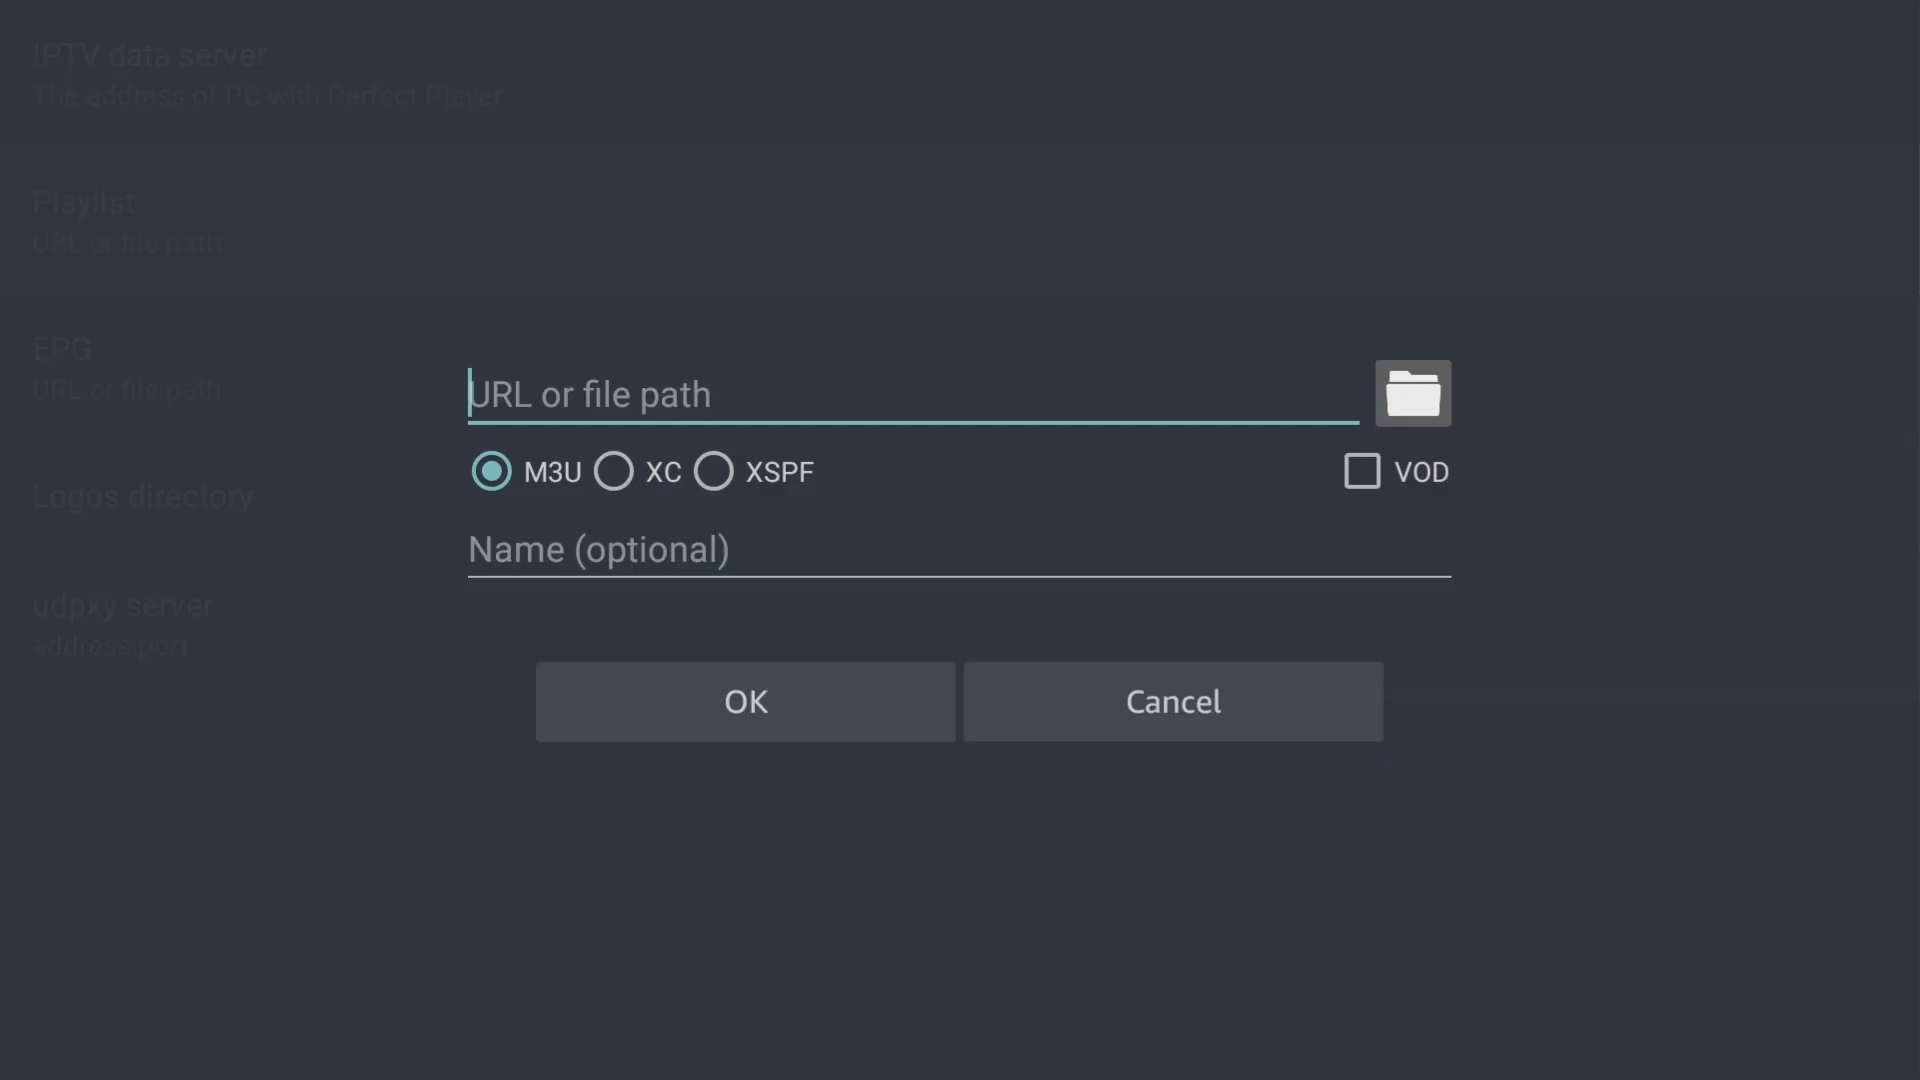 IPTV data server
The address of PC with Perfect Player
Playlist
URL or file path
EPG
URL or file path
Logos directory
udpxy server
address:port
URL or file path
M3U XC XSPF VOD
Name (optional)
OK Cancel